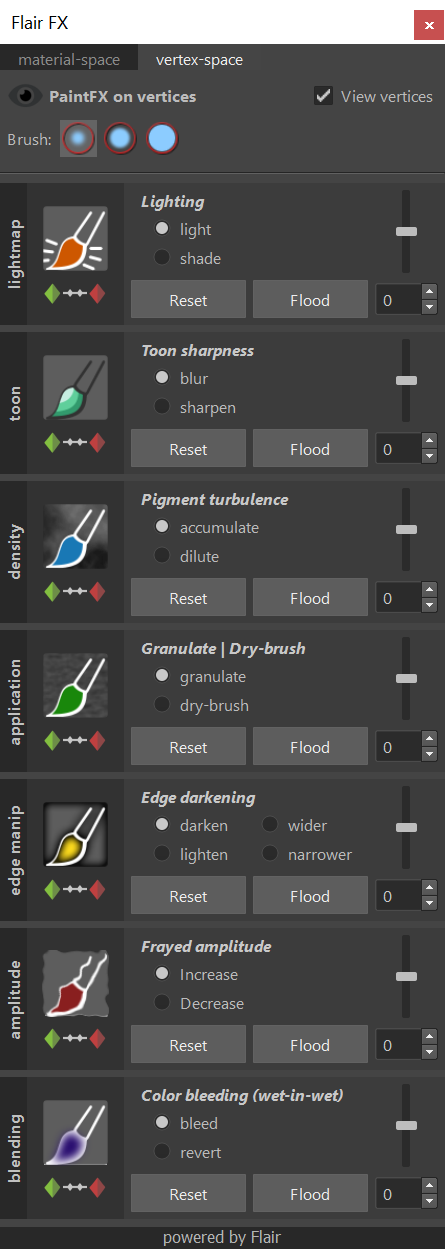 Flair FX
material-space vertex-space
PaintFX on vertices View vertices
Brush:
lightmap
Lighting
light
shade
Reset Flood 0
toon
Toon sharpness
blur
sharpen
Reset Flood 0
density
Pigment turbulence
accumulate
dilute
Reset Flood 0
application
Granulate | Dry-brush
granulate
dry-brush
Reset Flood 0
edge manip
Edge darkening
darken wider
lighten narrower
Reset Flood 0
amplitude
Frayed amplitude
Increase
Decrease
Reset Flood 0
blending
Color bleeding (wet-in-wet)
bleed
revert
Reset Flood 0
powered by Flair